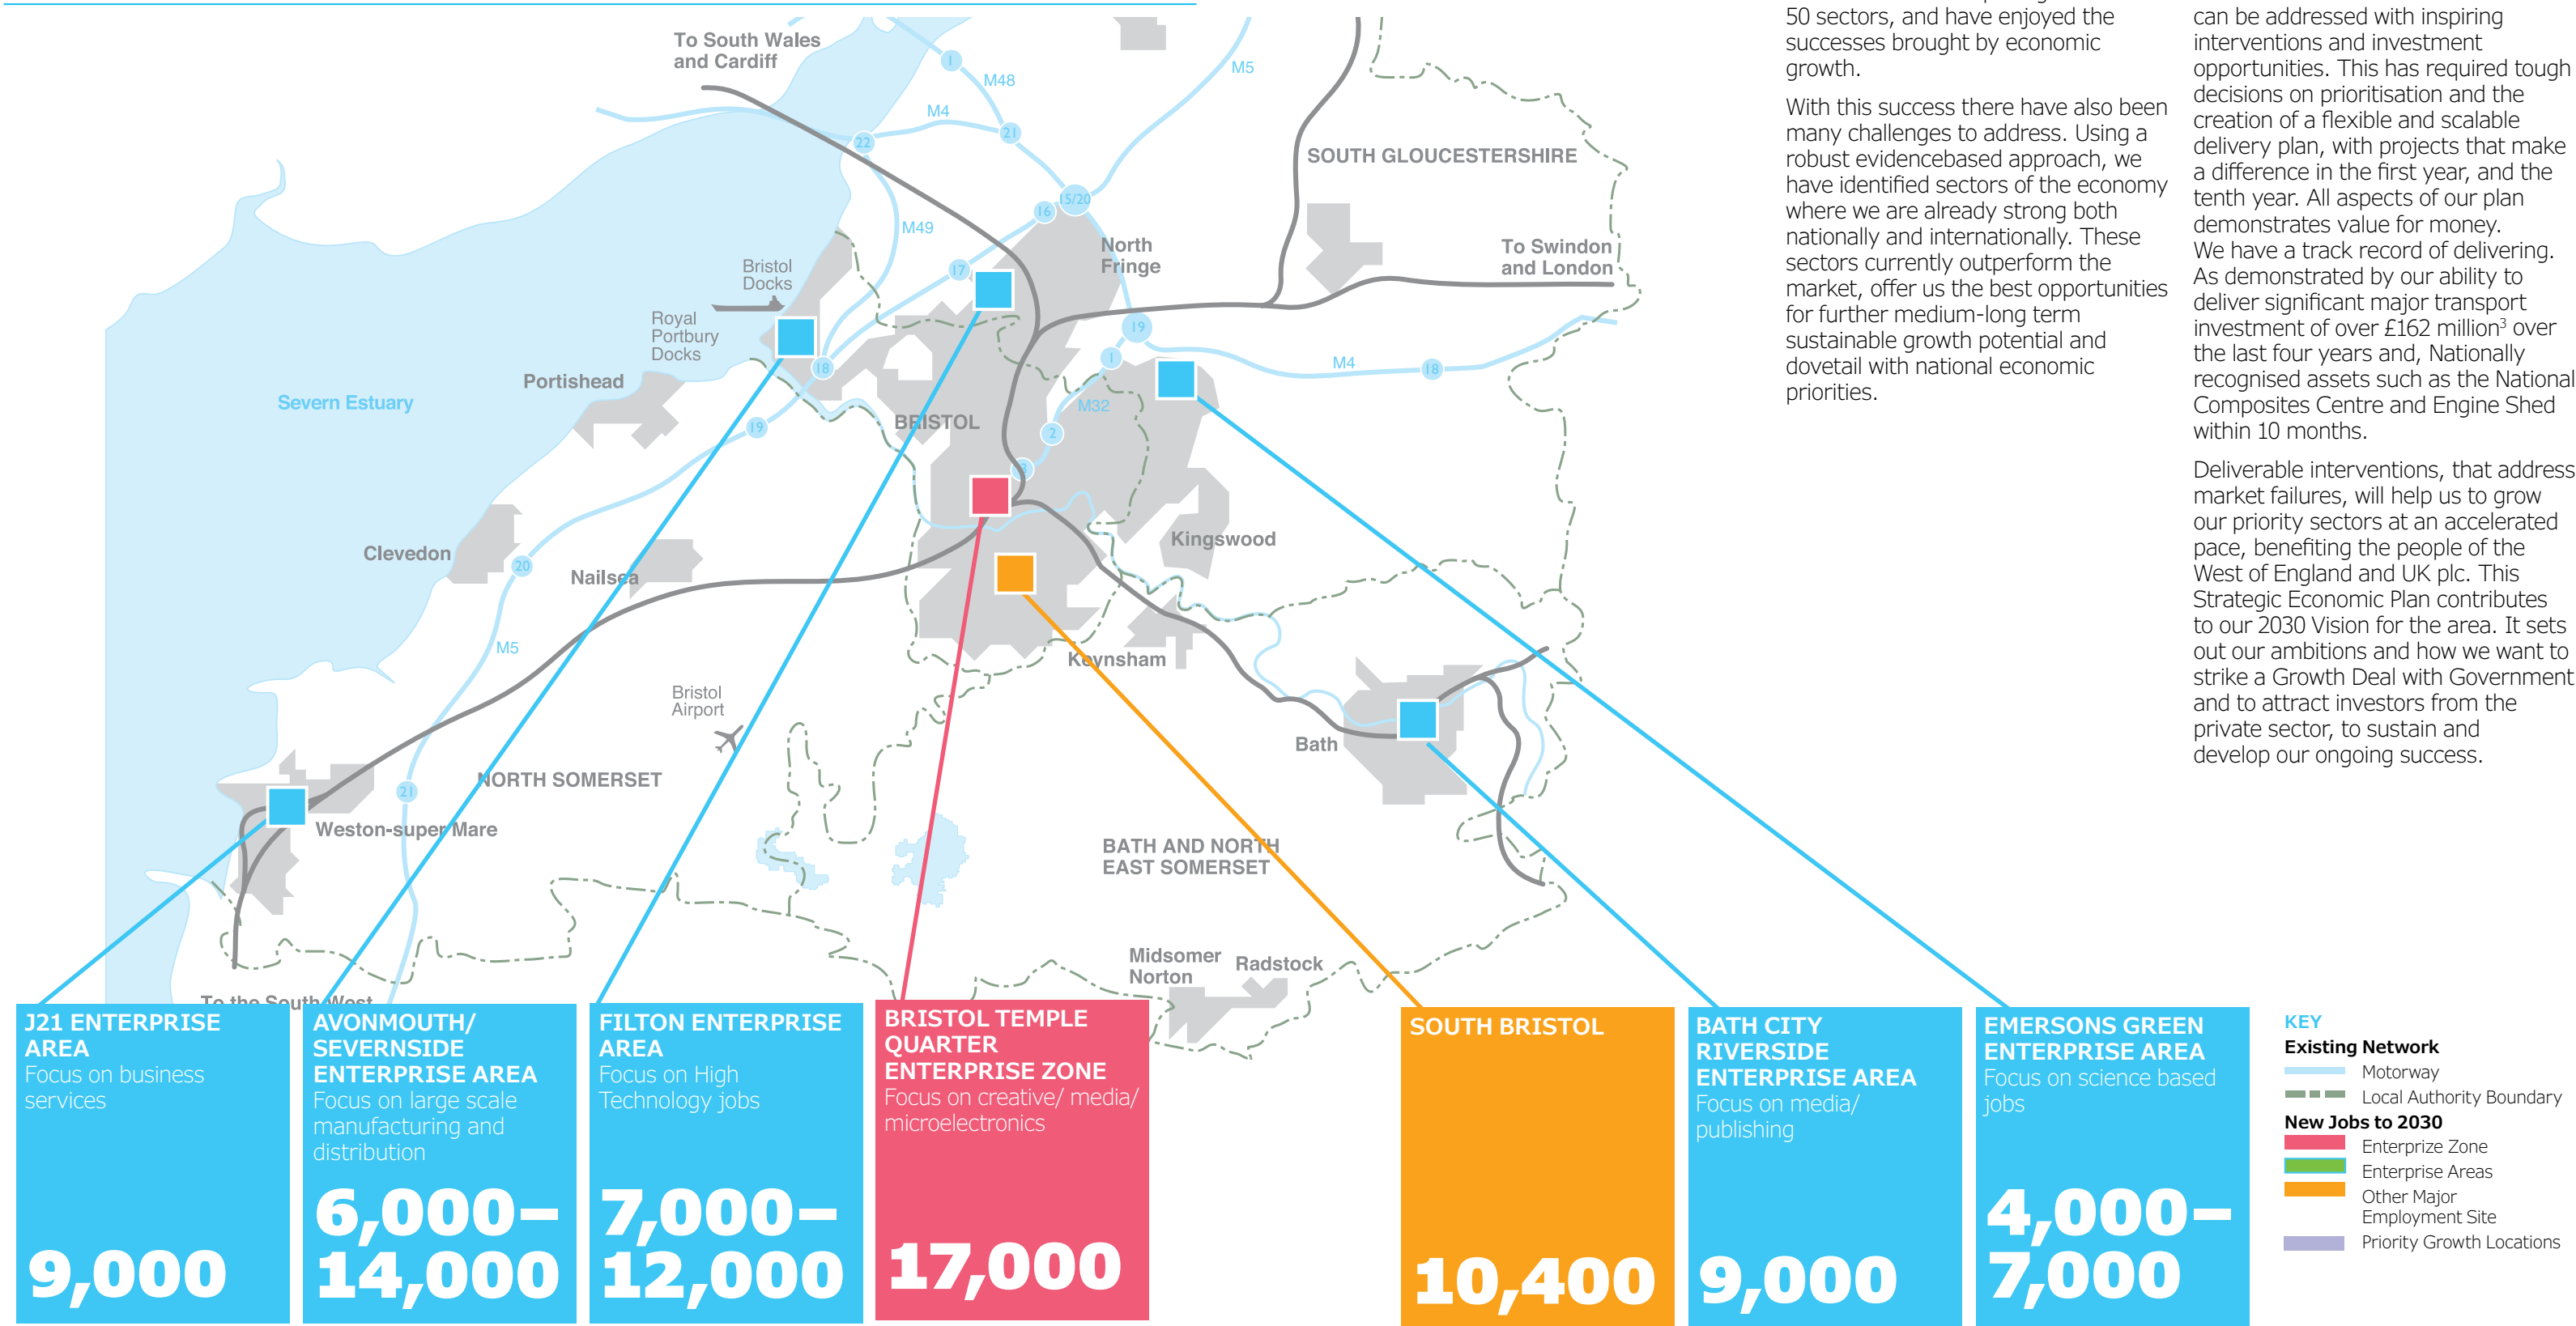 To South Wales
and Cardiff
1
M48
M5
M4
21
22
SOUTH GLOUCESTERSHIRE
15/20
16
M49
North
Fringe
To Swindon
and London
17
Bristol
Docks
Royal
Portbury
Docks
19
1
M4
18
18
Portishead
Severn Estuary
M32
BRISTOL
19
2
3
Clevedon
Kingswood
20
Nailsea
M5
Keynsham
Bristol
Airport
Bath
NORTH SOMERSET
21
Weston-super Mare
BATH AND NORTH
EAST SOMERSET
Midsomer
Norton
Radstock
To the South West
J21 ENTERPRISE
AREA
Focus on business
services
9,000
AVONMOUTH/
SEVERNSIDE
ENTERPRISE AREA
Focus on large scale
manufacturing and
distribution
6,000–
14,000
FILTON ENTERPRISE
AREA
Focus on High
Technology jobs
7,000–
12,000
BRISTOL TEMPLE
QUARTER
ENTERPRISE ZONE
Focus on creative/ media/
microelectronics
17,000
SOUTH BRISTOL
10,400
BATH CITY
RIVERSIDE
ENTERPRISE AREA
Focus on media/
publishing
9,000
EMERSONS GREEN
ENTERPRISE AREA
Focus on science based
jobs
4,000–
7,000
KEY
Existing Network
Motorway
Local Authority Boundary
New Jobs to 2030
Enterprize Zone
Enterprise Areas
Other Major
Employment Site
Priority Growth Locations
50 sectors, and have enjoyed the
successes brought by economic
growth.
With this success there have also been
many challenges to address. Using a
robust evidencebased approach, we
have identified sectors of the economy
where we are already strong both
nationally and internationally. These
sectors currently outperform the
market, offer us the best opportunities
for further medium-long term
sustainable growth potential and
dovetail with national economic
priorities.
can be addressed with inspiring
interventions and investment
opportunities. This has required tough
decisions on prioritisation and the
creation of a flexible and scalable
delivery plan, with projects that make
a difference in the first year, and the
tenth year. All aspects of our plan
demonstrates value for money.
We have a track record of delivering.
As demonstrated by our ability to
deliver significant major transport
investment of over £162 million³ over
the last four years and, Nationally
recognised assets such as the National
Composites Centre and Engine Shed
within 10 months.
Deliverable interventions, that address
market failures, will help us to grow
our priority sectors at an accelerated
pace, benefiting the people of the
West of England and UK plc. This
Strategic Economic Plan contributes
to our 2030 Vision for the area. It sets
out our ambitions and how we want to
strike a Growth Deal with Government
and to attract investors from the
private sector, to sustain and
develop our ongoing success.